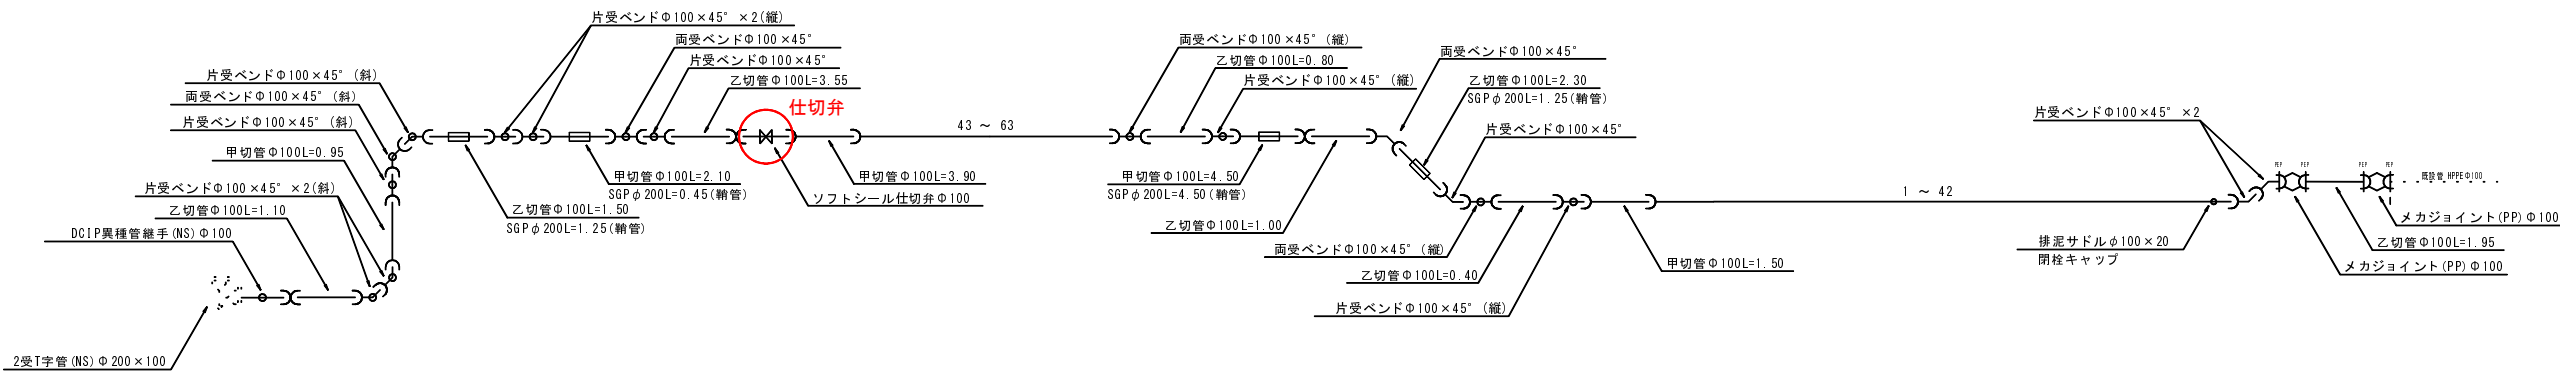 片受ベンドΦ100×45°×2(縦)
両受ベンドΦ100×45°
片受ベンドΦ100×45°
乙切管Φ100L=3.55
仕切弁
片受ベンドΦ100×45°(斜)
両受ベンドΦ100×45°(斜)
片受ベンドΦ100×45°(斜)
甲切管Φ100L=0.95
片受ベンドΦ100×45°×2(斜)
乙切管Φ100L=1.10
DCIP異種管継手(NS)Φ100
2受T字管(NS)Φ200×100
甲切管Φ100L=2.10
SGPφ200L=0.45(鞘管)
乙切管Φ100L=1.50
SGPφ200L=1.25(鞘管)
甲切管Φ100L=3.90
ソフトシール仕切弁Φ100
43 ～ 63
両受ベンドΦ100×45°(縦)
乙切管Φ100L=0.80
片受ベンドΦ100×45°(縦)
甲切管Φ100L=4.50
SGPφ200L=4.50(鞘管)
乙切管Φ100L=1.00
両受ベンドΦ100×45°
乙切管Φ100L=2.30
SGPφ200L=1.25(鞘管)
片受ベンドΦ100×45°
両受ベンドΦ100×45°(縦)
乙切管Φ100L=0.40
片受ベンドΦ100×45°(縦)
甲切管Φ100L=1.50
1 ～ 42
片受ベンドΦ100×45°×2
排泥サドルφ100×20
閉栓キャップ
PEP PEP PEP PEP
既設管 HPPEΦ100
メカジョイント(PP)Φ100
乙切管Φ100L=1.95
メカジョイント(PP)Φ100